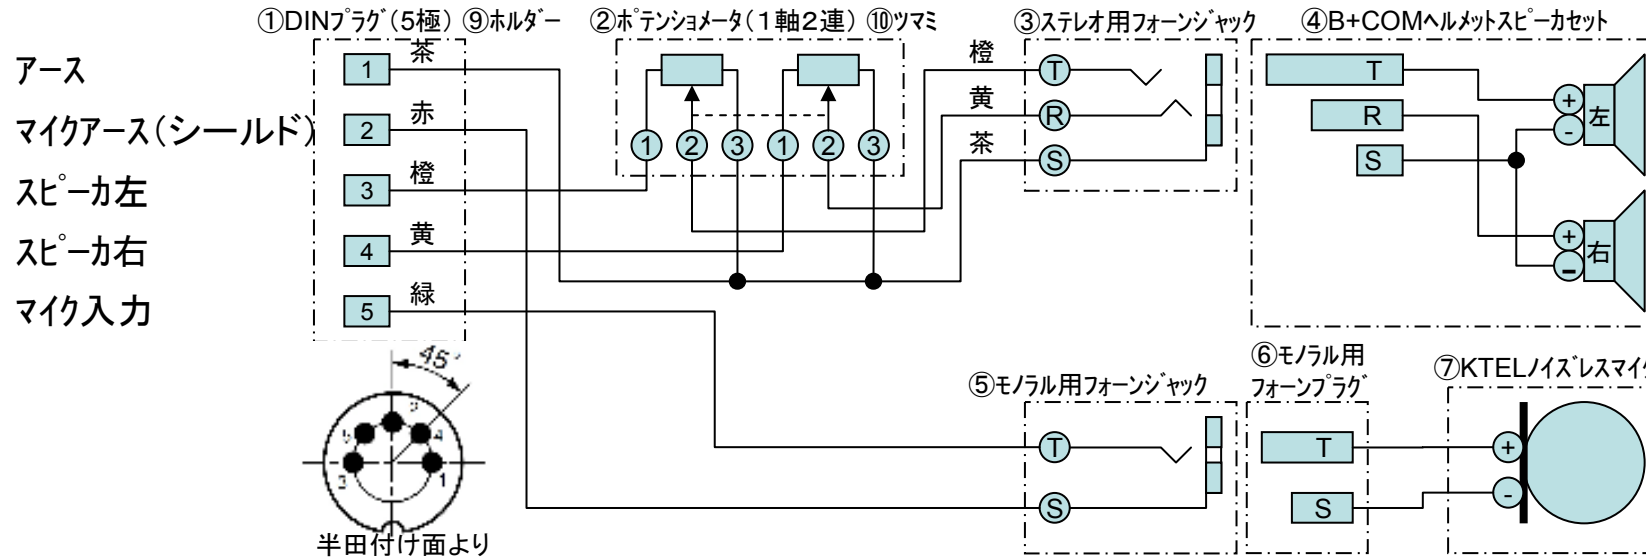 ①DINﾌﾟﾗｸﾞ(5極) ⑨ﾎﾙﾀﾞｰ ②ﾎﾟﾃﾝｼｮﾒｰﾀ(1軸2連) ⑩ﾂﾏﾐ ③ｽﾃﾚｵ用ﾌｫｰﾝｼﾞｬｯｸ ④B+COMﾍﾙﾒｯﾄｽﾋﾟｰｶｾｯﾄ
アース 1 茶
マイクアース(シールド) 2 赤
スピーカ左 3 橙
スピーカ右 4 黄
マイク入力 5 緑
1 2 3 1 2 3
橙 T
黄 R
茶 S
T + 左
R -
S
+ 右
-
45°
2
5 4
3 1
半田付け面より
⑤ﾓﾉﾗﾙ用ﾌｫｰﾝｼﾞｬｯｸ
T
S
⑥ﾓﾉﾗﾙ用
ﾌｫｰﾝﾌﾟﾗｸﾞ
T
S
⑦KTELﾉｲｽﾞﾚｽﾏｲｸ
+
-